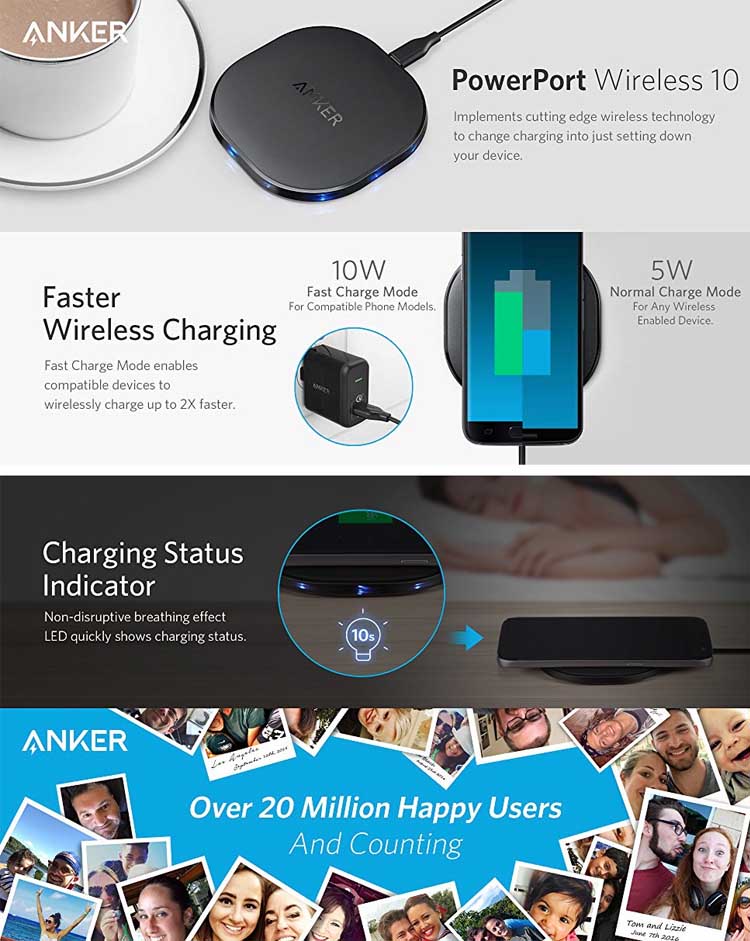 ANKER
ANKER
PowerPort Wireless 10
Implements cutting edge wireless technology
to change charging into just setting down
your device.
Faster
Wireless Charging
Fast Charge Mode enables
compatible devices to
wirelessly charge up to 2X faster.
10W
Fast Charge Mode
For Compatible Phone Models.
ANKER
5W
Normal Charge Mode
For Any Wireless
Enabled Device.
Charging Status
Indicator
Non-disruptive breathing effect
LED quickly shows charging status.
10s
ANKER
Los Angeles
September 20th, 2015
Over 20 Million Happy Users
And Counting
Tom and Lizzie
June 7th 2016